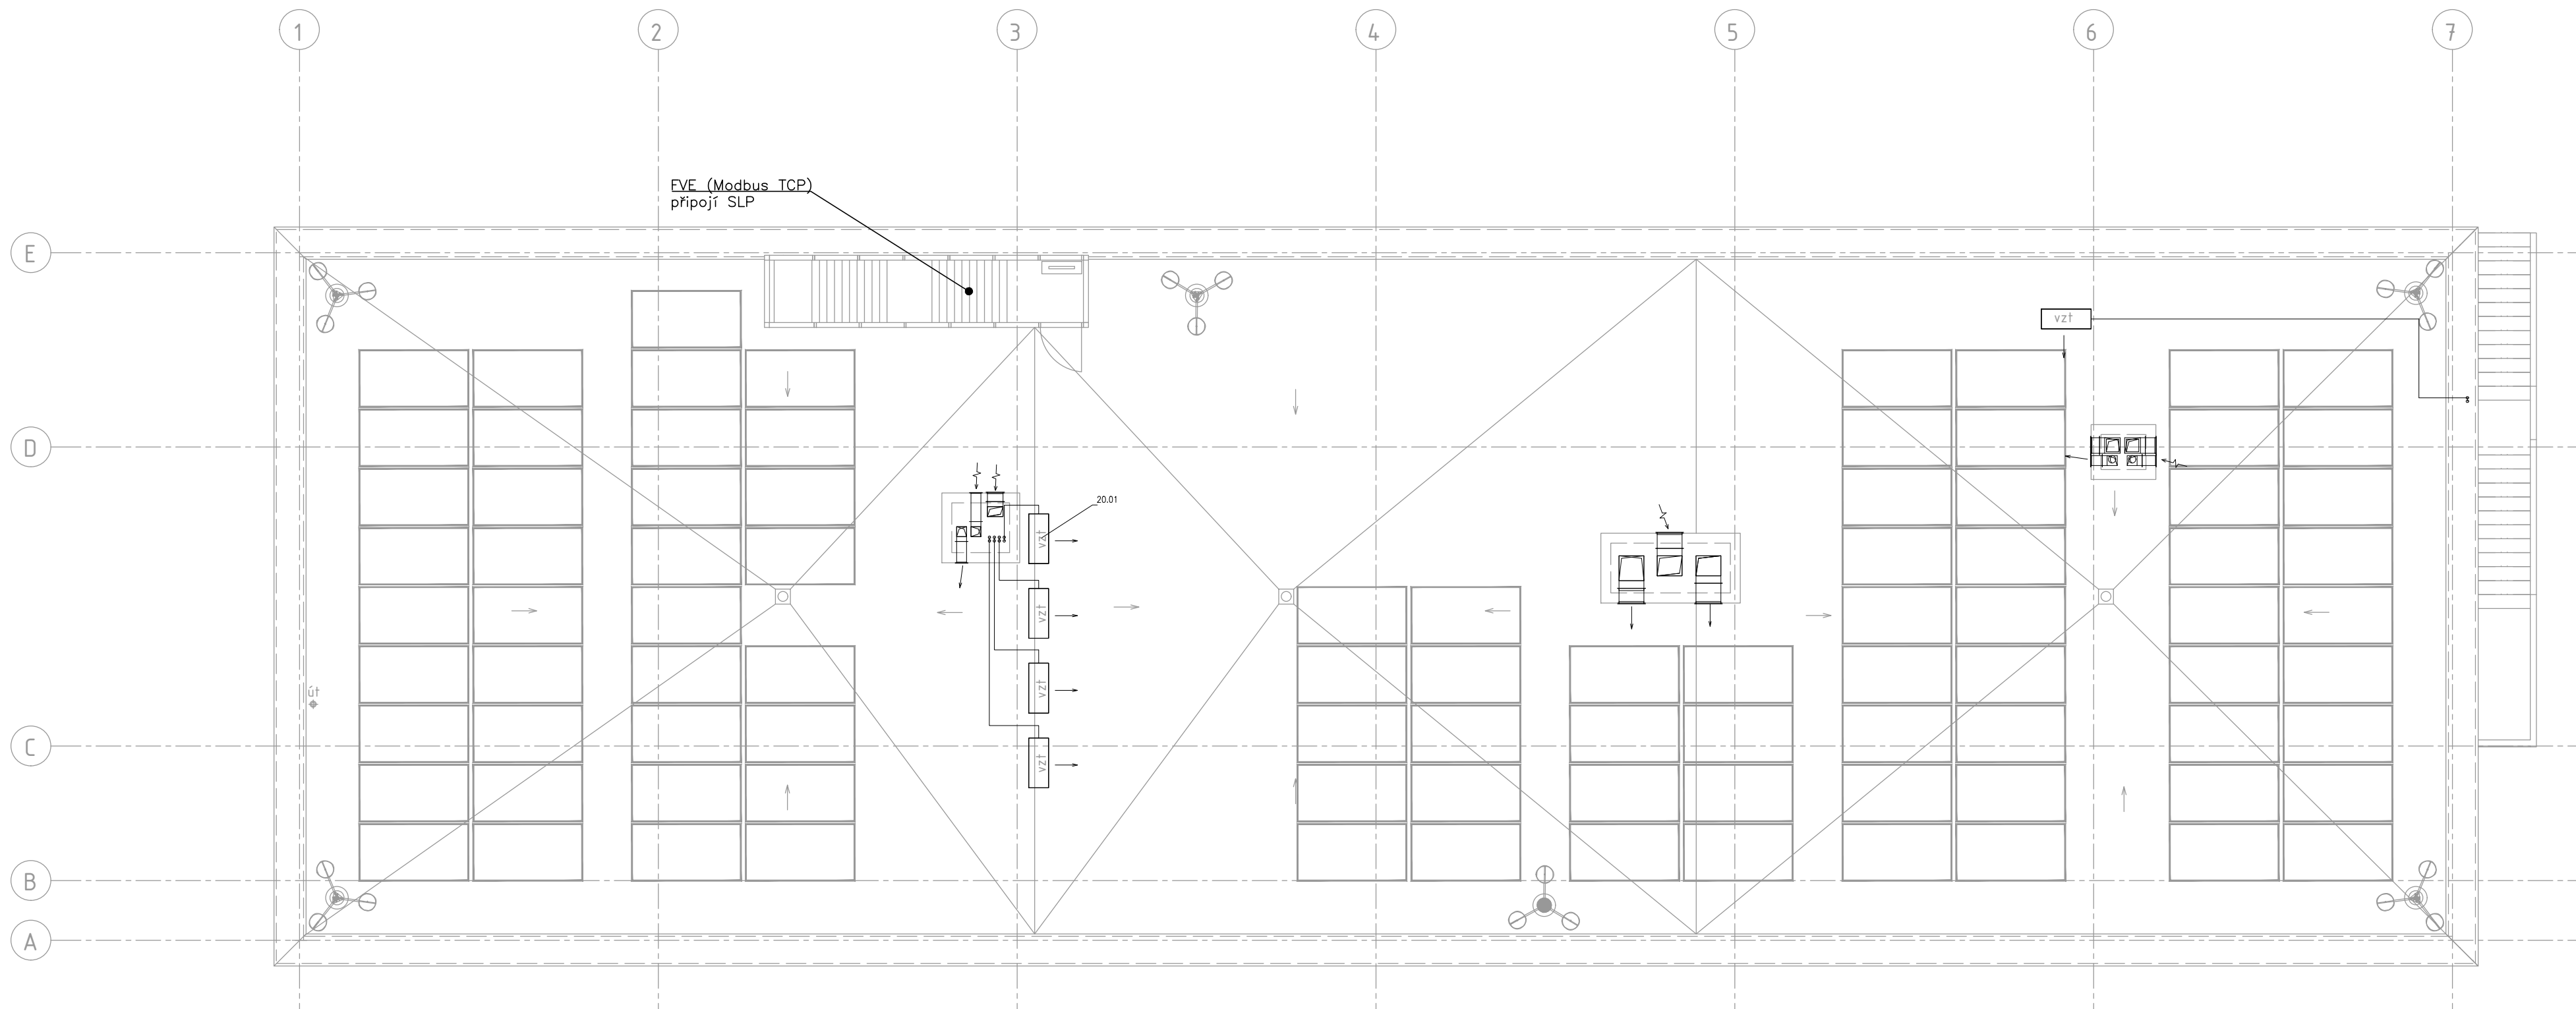 1 2 3 4 5 6 7
FVE (Modbus TCP)
připojí SLP
E
vzt
D
20.01
vzt
vzt
út
vzt
C
vzt
B
A